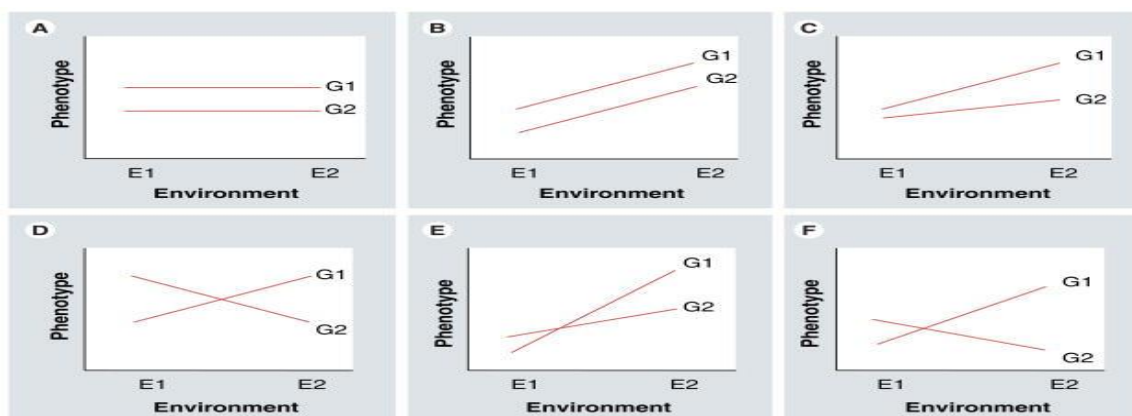 A
Phenotype
G1
G2
E1 E2
Environment
B
Phenotype
G1
G2
E1 E2
Environment
C
Phenotype
G1
G2
E1 E2
Environment
D
Phenotype
G1
G2
E1 E2
Environment
E
Phenotype
G1
G2
E1 E2
Environment
F
Phenotype
G1
G2
E1 E2
Environment